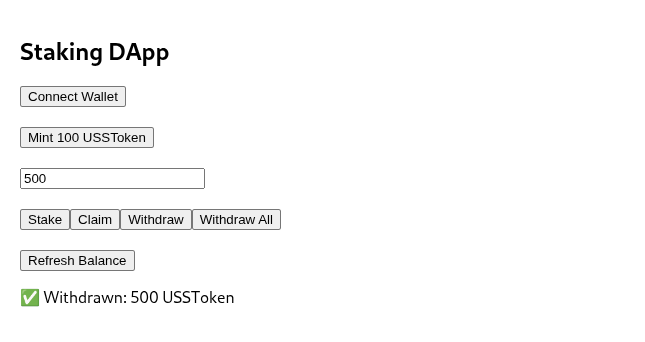 Staking DApp
Connect Wallet
Mint 100 USSToken
500
Stake Claim Withdraw Withdraw All
Refresh Balance
✅ Withdrawn: 500 USSToken